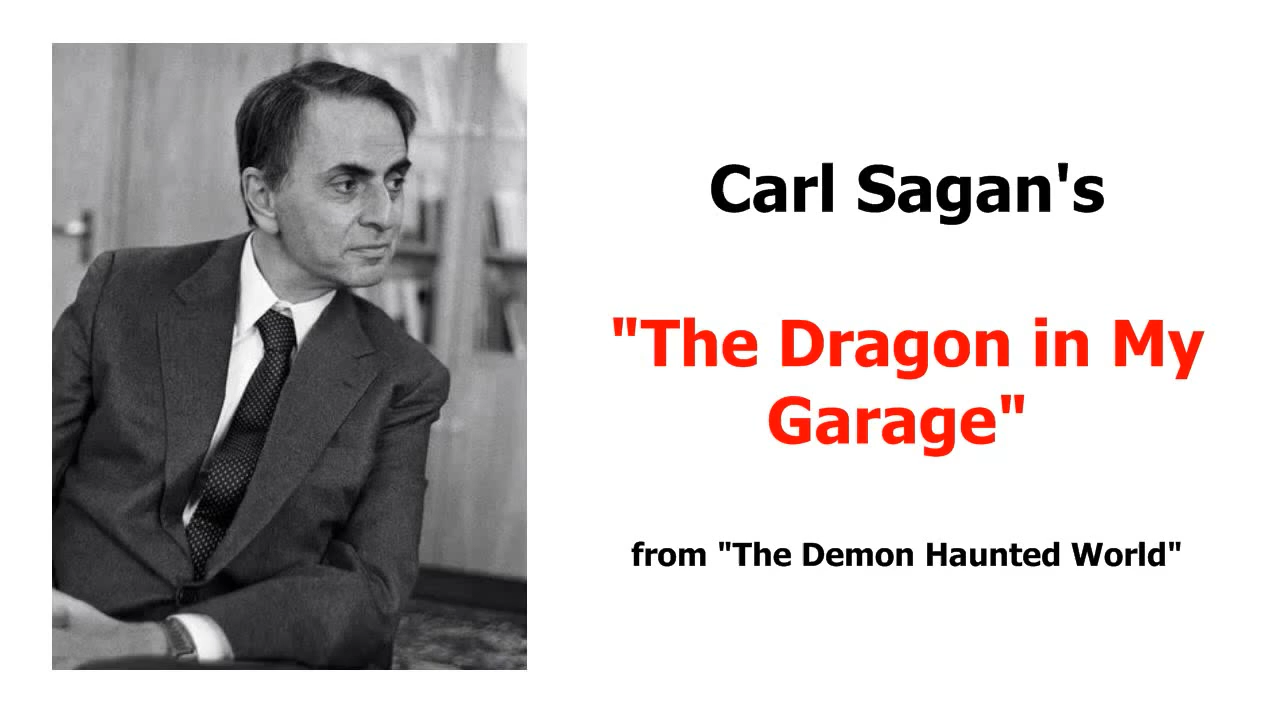 Carl Sagan's
"The Dragon in My
Garage"
from "The Demon Haunted World"